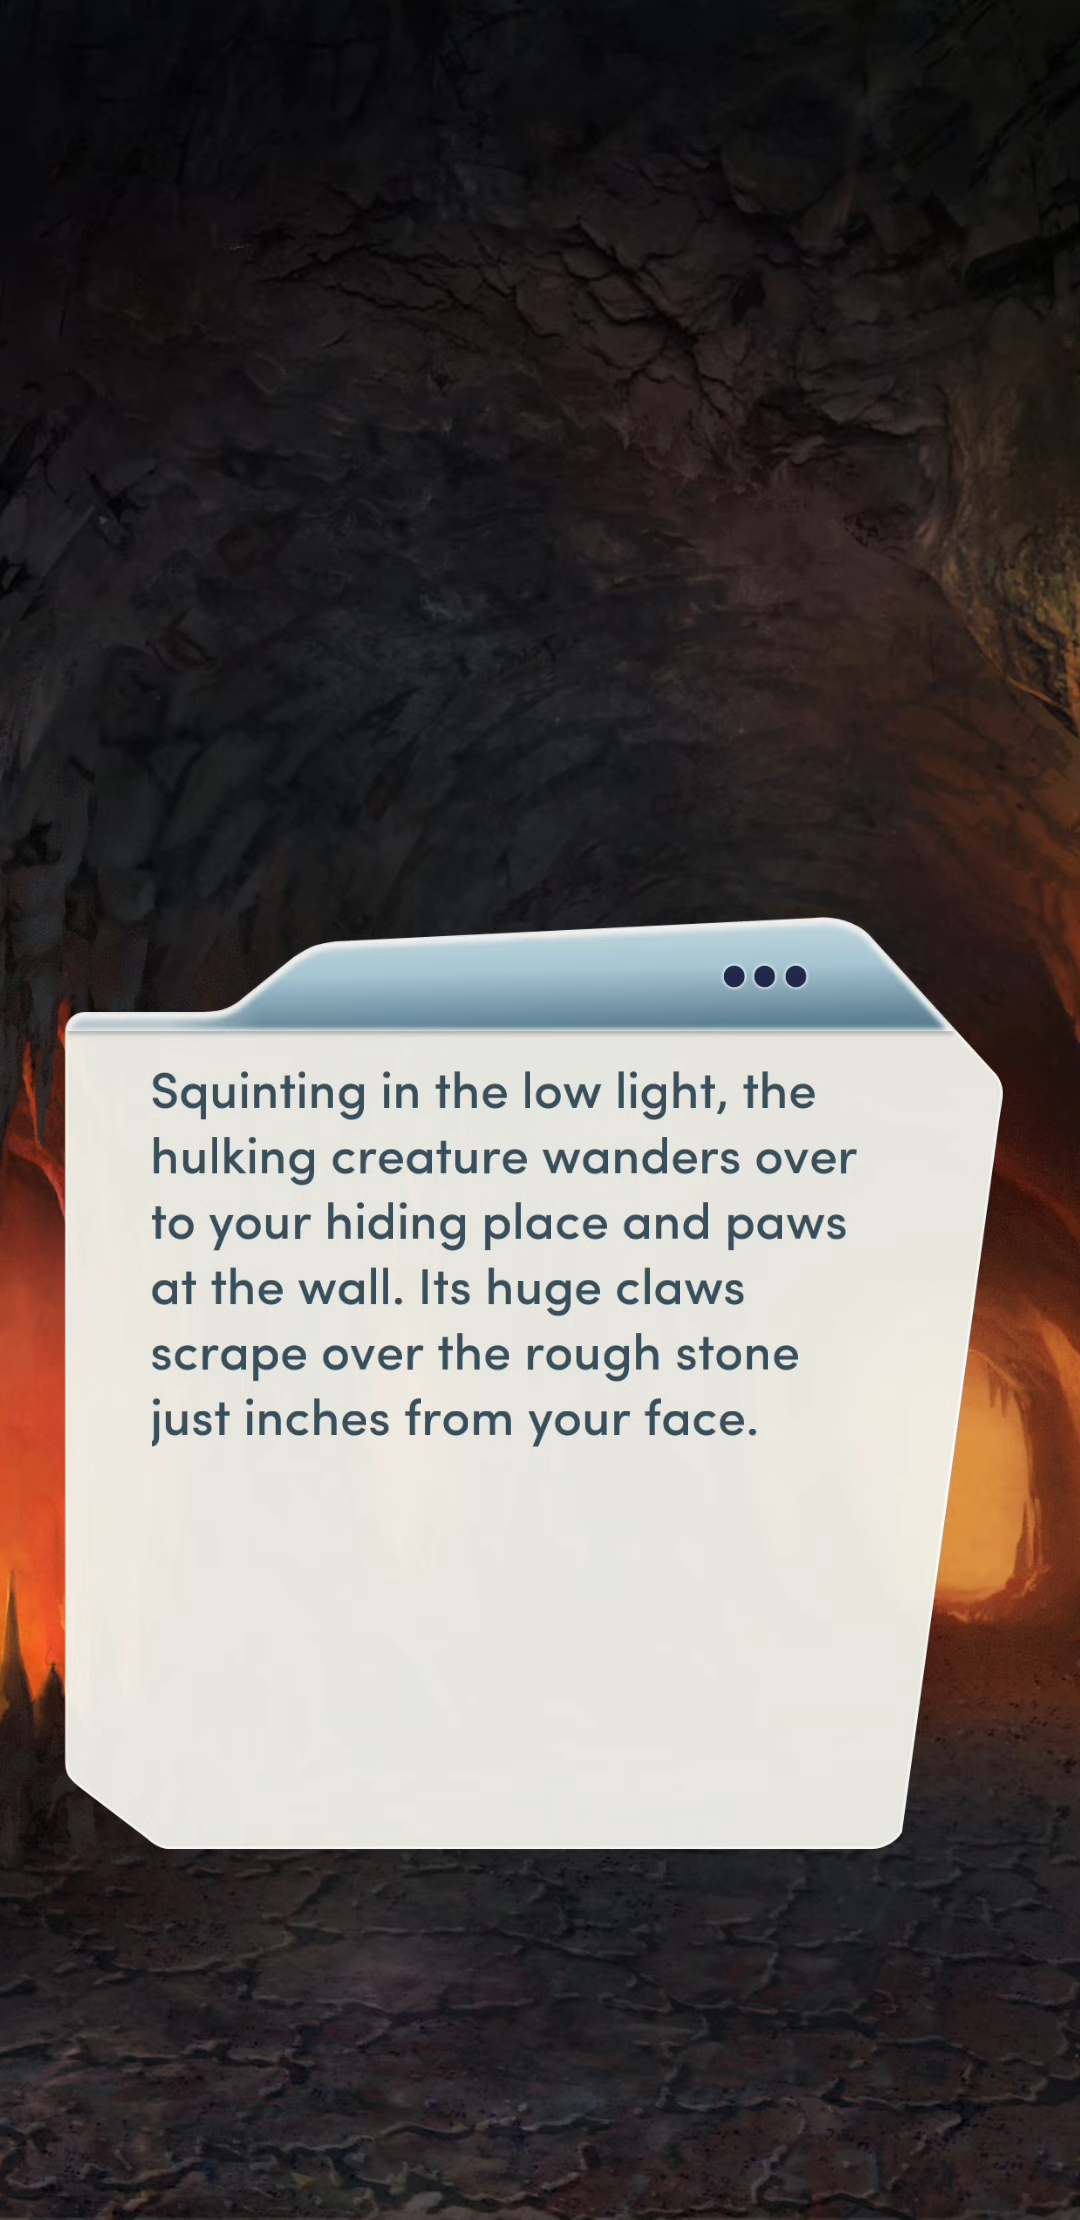 Squinting in the low light, the
hulking creature wanders over
to your hiding place and paws
at the wall. Its huge claws
scrape over the rough stone
just inches from your face.